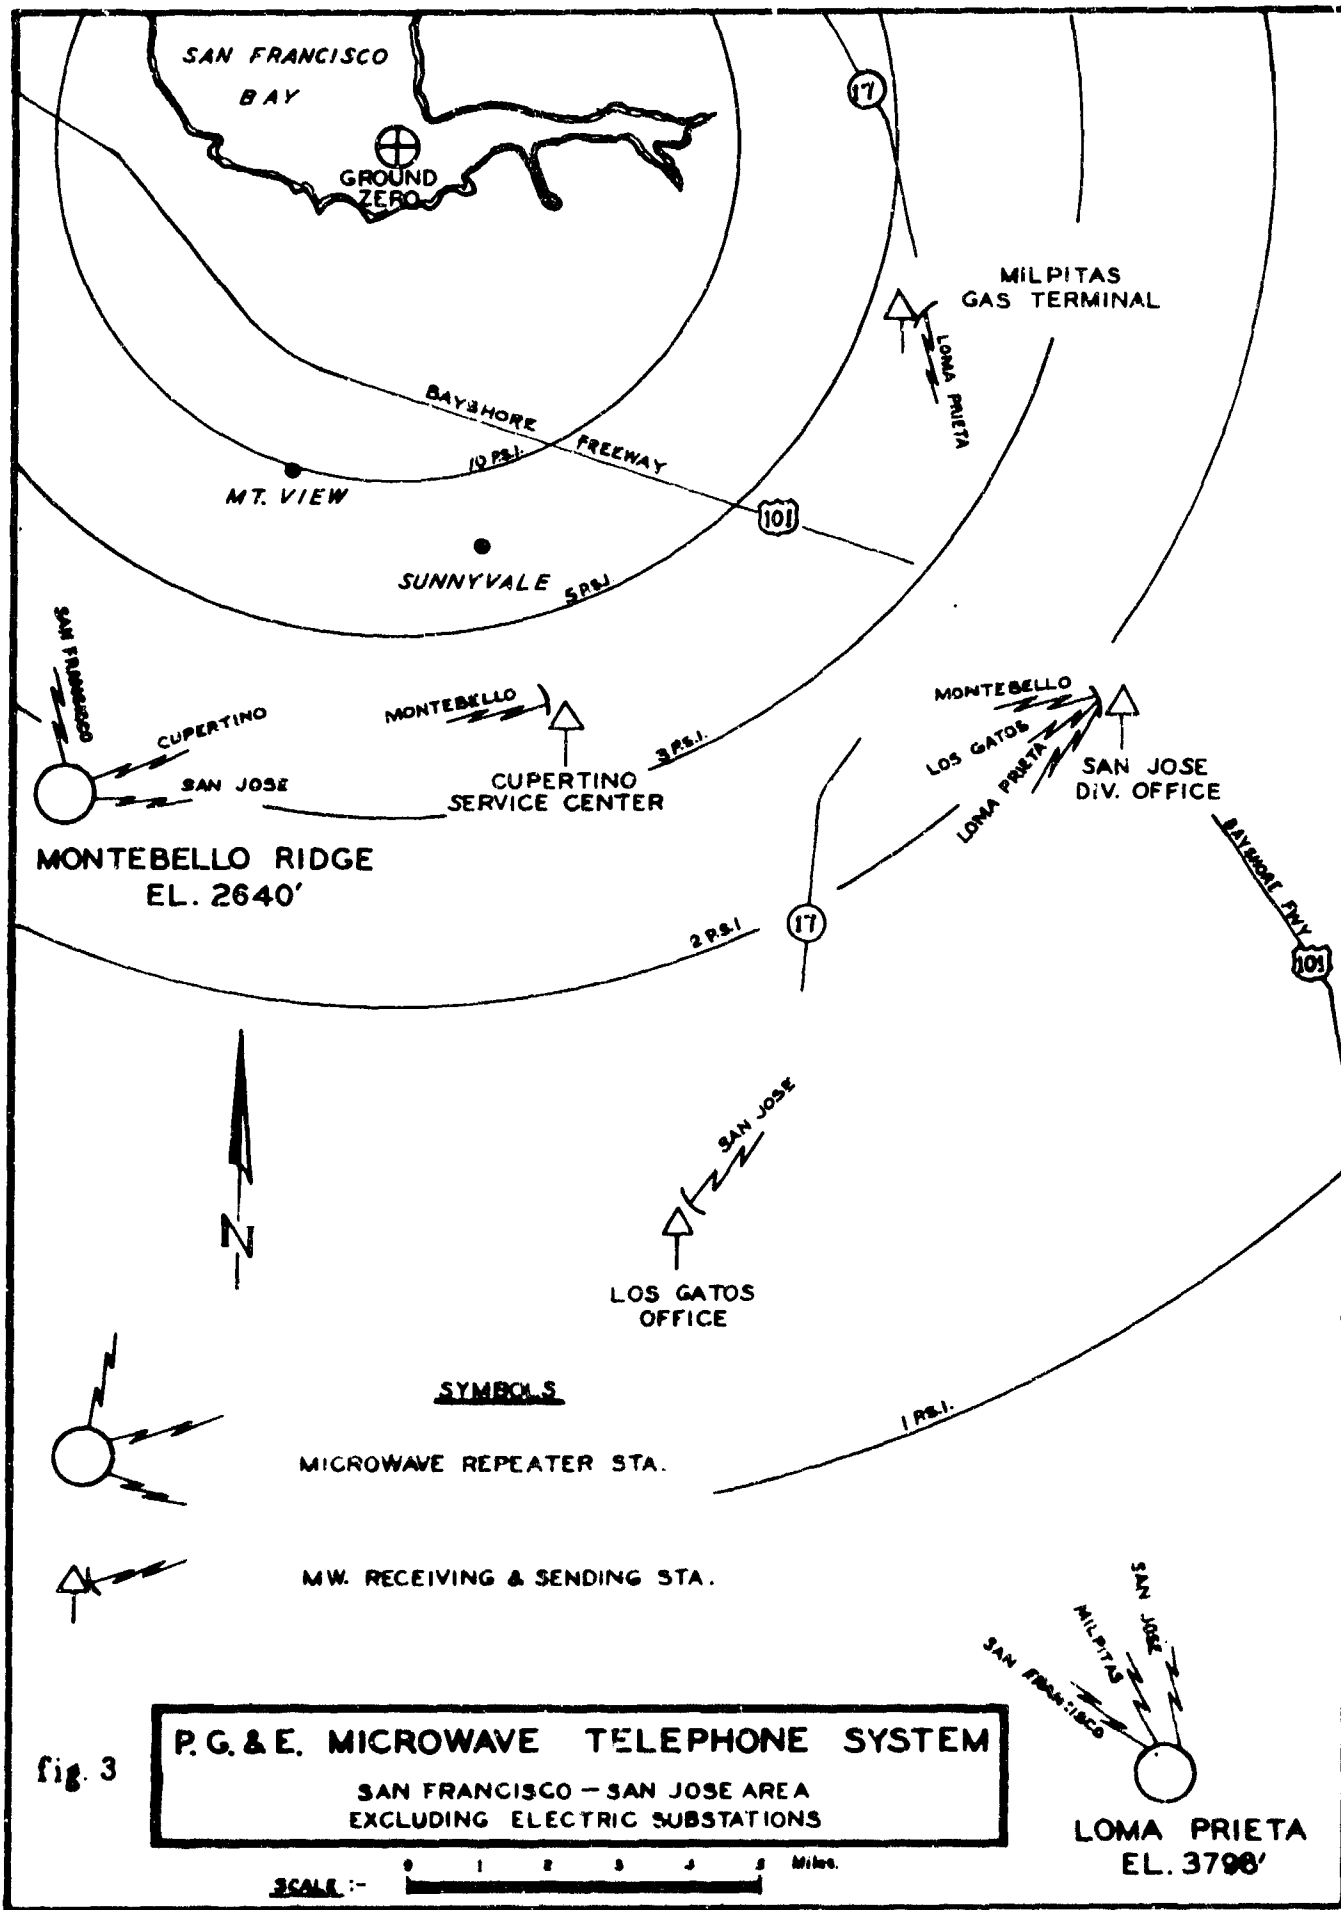 SAN FRANCISCO
BAY
17
GROUND
ZERO
MILPITAS
GAS TERMINAL
LOMA PRIETA
BAYSHORE FREEWAY
10 P.S.I.
MT. VIEW
101
SUNNYVALE
5 P.S.I.
SAN FRANCISCO
CUPERTINO
SAN JOSE
MONTEBELLO
CUPERTINO
SERVICE CENTER
3 P.S.I.
MONTEBELLO
LOS GATOS
LOMA PRIETA
SAN JOSE
DIV. OFFICE
MONTEBELLO RIDGE
EL. 2640'
BAYSHORE FWY
101
2 P.S.I
17
N
SAN JOSE
LOS GATOS
OFFICE
SYMBOLS
MICROWAVE REPEATER STA.
1 P.S.I.
MW. RECEIVING & SENDING STA.
SAN FRANCISCO
MILPITAS
SAN JOSE
fig. 3
P. G. & E. MICROWAVE TELEPHONE SYSTEM
SAN FRANCISCO — SAN JOSE AREA
EXCLUDING ELECTRIC SUBSTATIONS
LOMA PRIETA
EL. 3798'
SCALE :- 0 1 2 3 4 5 Miles.